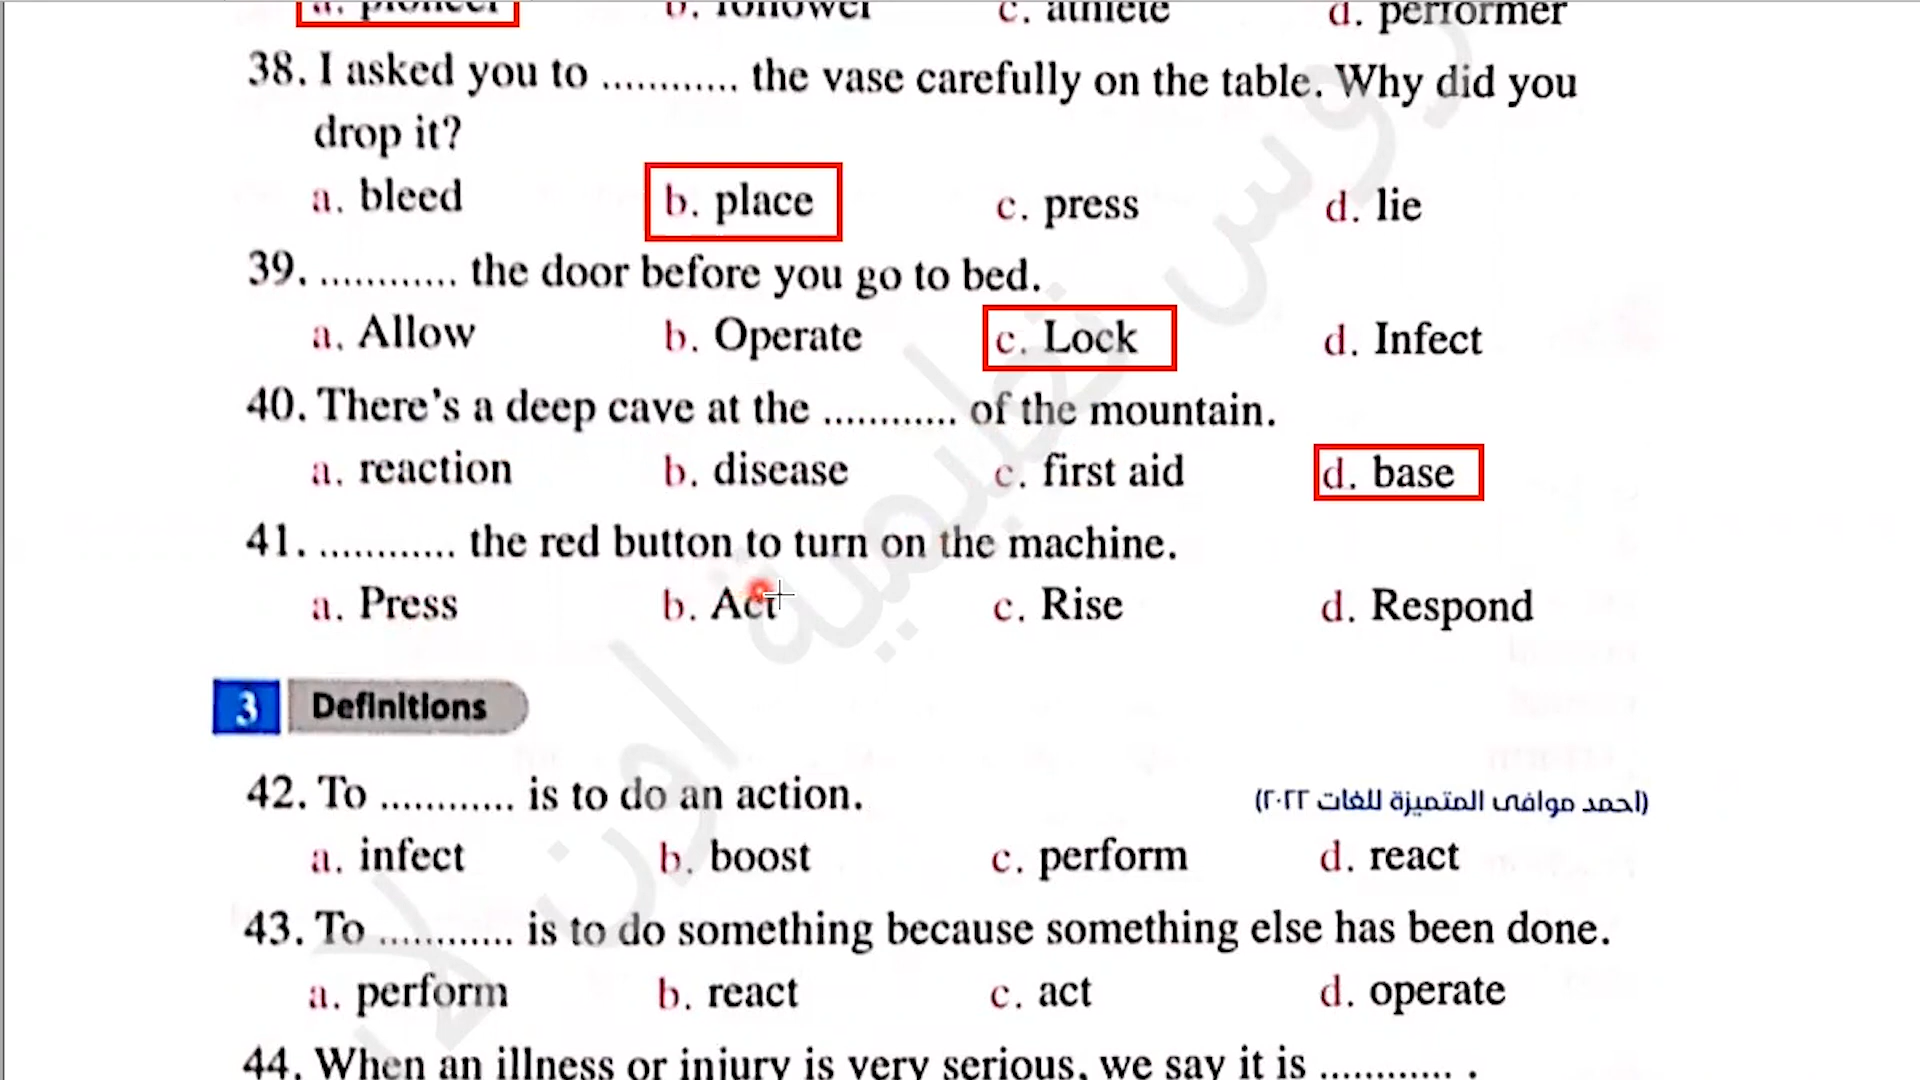 a. pioneer b. follower c. athlete d. performer
38. I asked you to ............ the vase carefully on the table. Why did you
drop it?
a. bleed b. place c. press d. lie
39. ............ the door before you go to bed.
a. Allow b. Operate c. Lock d. Infect
40. There's a deep cave at the ............ of the mountain.
a. reaction b. disease c. first aid d. base
41. ............ the red button to turn on the machine.
a. Press b. Act c. Rise d. Respond
3 Definitions
42. To ............ is to do an action. (احمد موافى المتميزة للغات ٢٠٢٢)
a. infect b. boost c. perform d. react
43. To ............ is to do something because something else has been done.
a. perform b. react c. act d. operate
44. When an illness or injury is very serious, we say it is ............ .